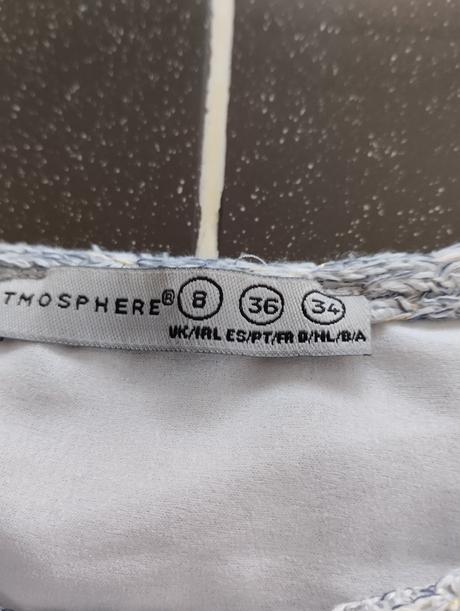 TMOSPHERE® 8 36 34
UK/IRL ES/PT/FR D/NL/B/A